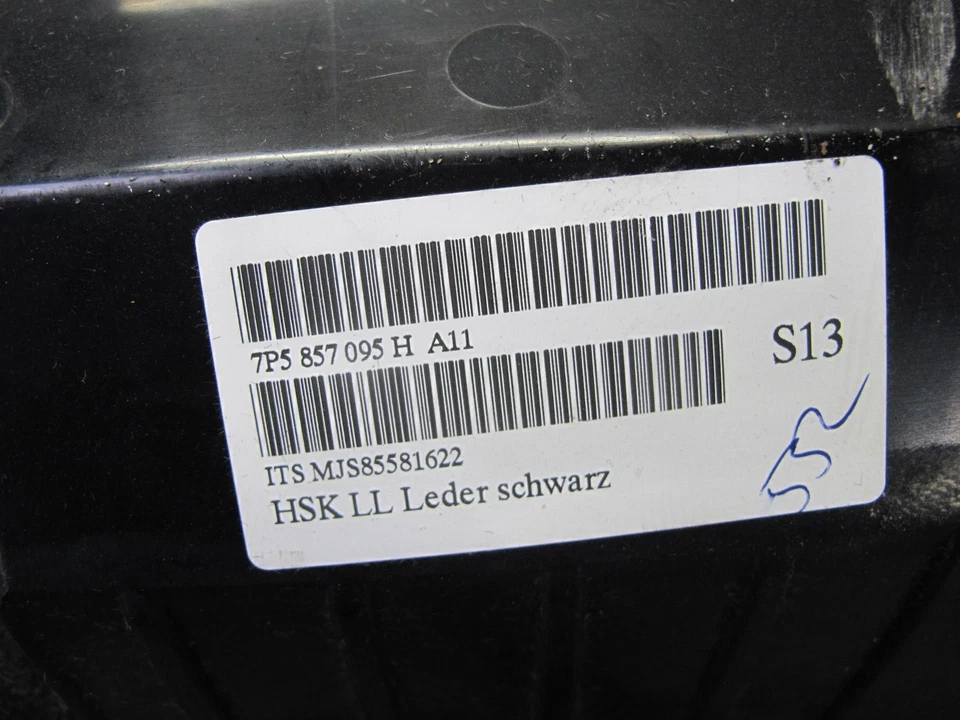 7P5 857 095 H A11
S13
ITS MJS85581622
HSK LL Leder schwarz